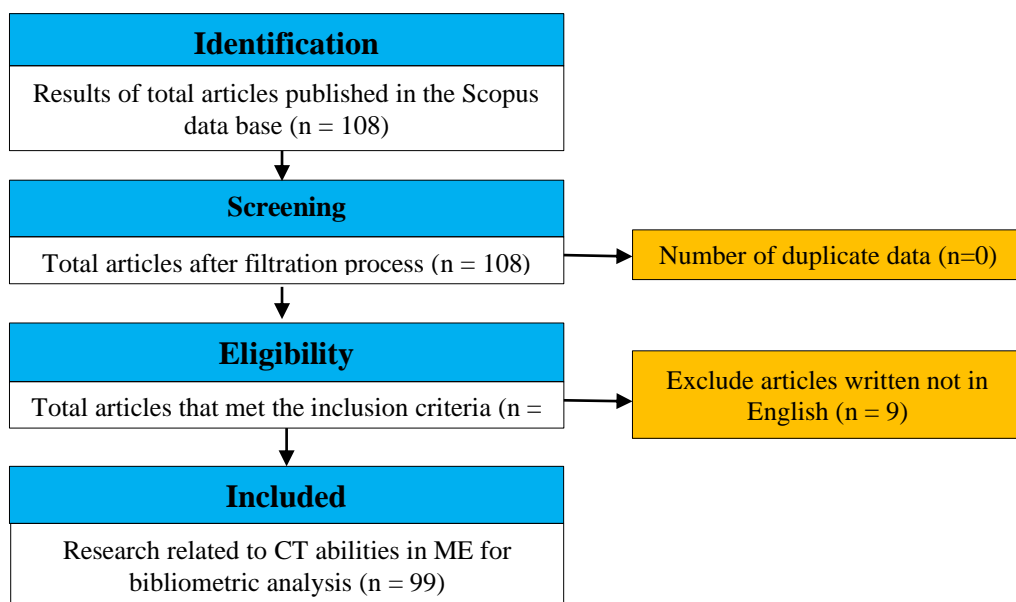 Identification
Results of total articles published in the Scopus
data base (n = 108)
Screening
Total articles after filtration process (n = 108)
Number of duplicate data (n=0)
Eligibility
Total articles that met the inclusion criteria (n =
Exclude articles written not in
English (n = 9)
Included
Research related to CT abilities in ME for
bibliometric analysis (n = 99)